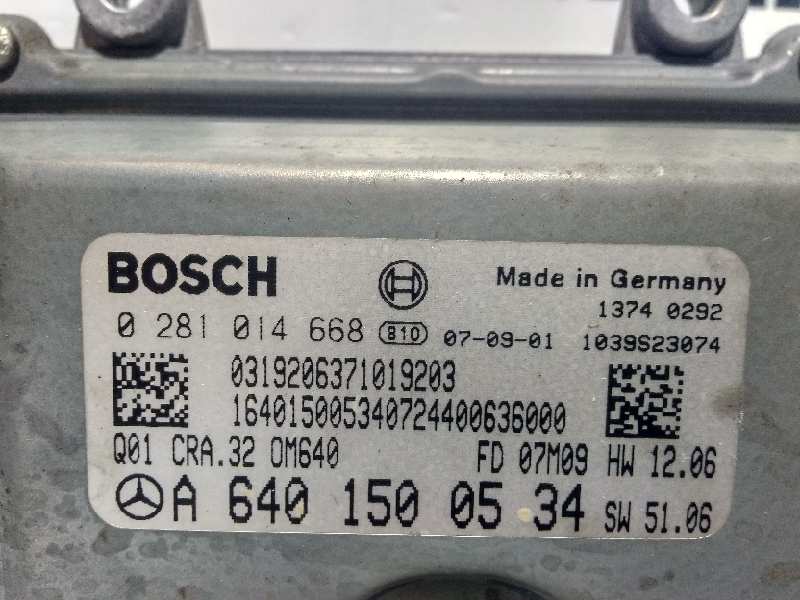 BOSCH
Made in Germany
1374 0292
0 281 014 668 B10 07-09-01 1039S23074
0319206371019203
164015005340724400636000
Q01 CRA.32 OM640 FD 07M09 HW 12.06
A 640 150 05 34 SW 51.06